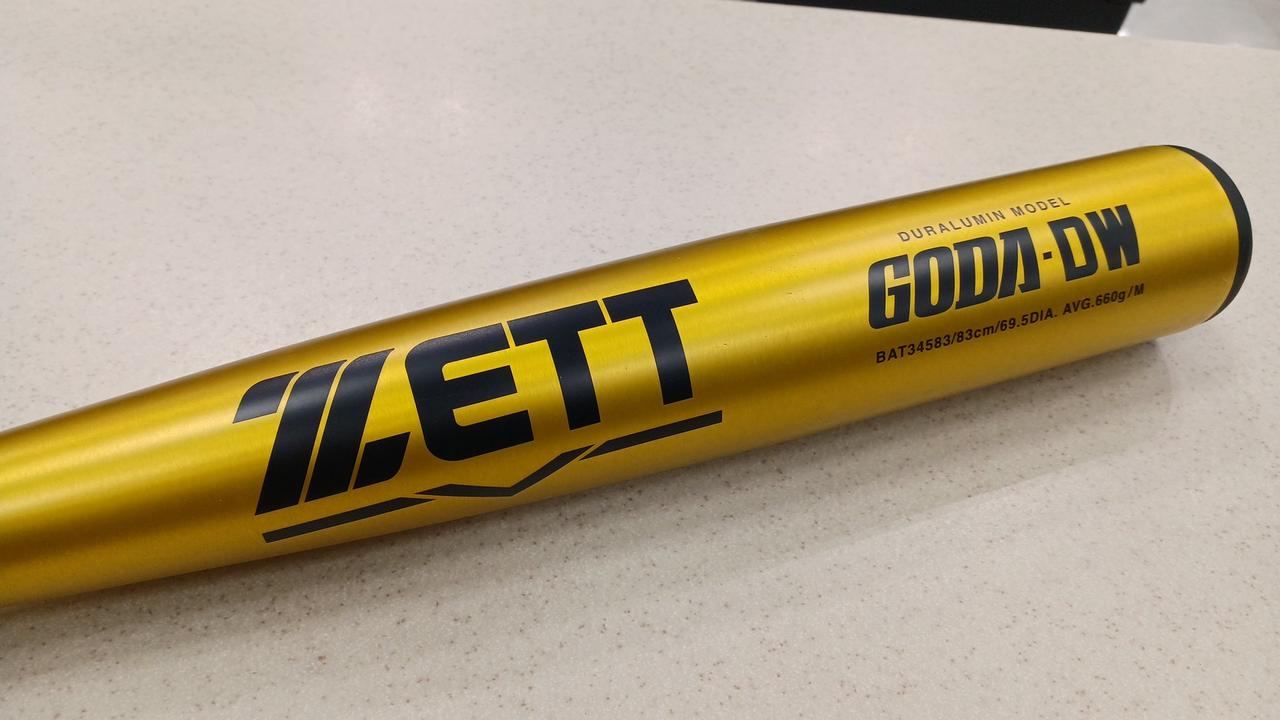 ZETT
DURALUMIN MODEL
GODA-DW
BAT34583/83cm/69.5DIA. AVG.660g/M